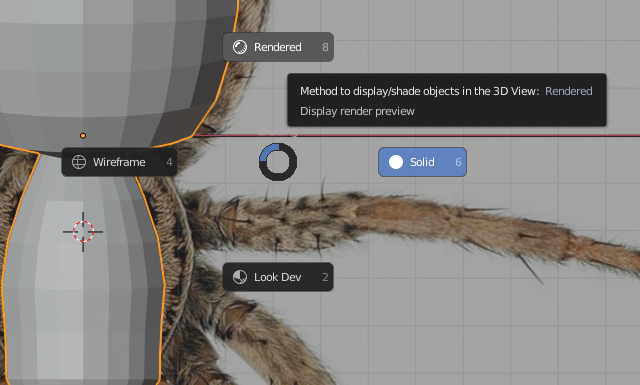 Rendered 8
Method to display/shade objects in the 3D View: Rendered
Display render preview
Wireframe 4
Solid 6
Look Dev 2